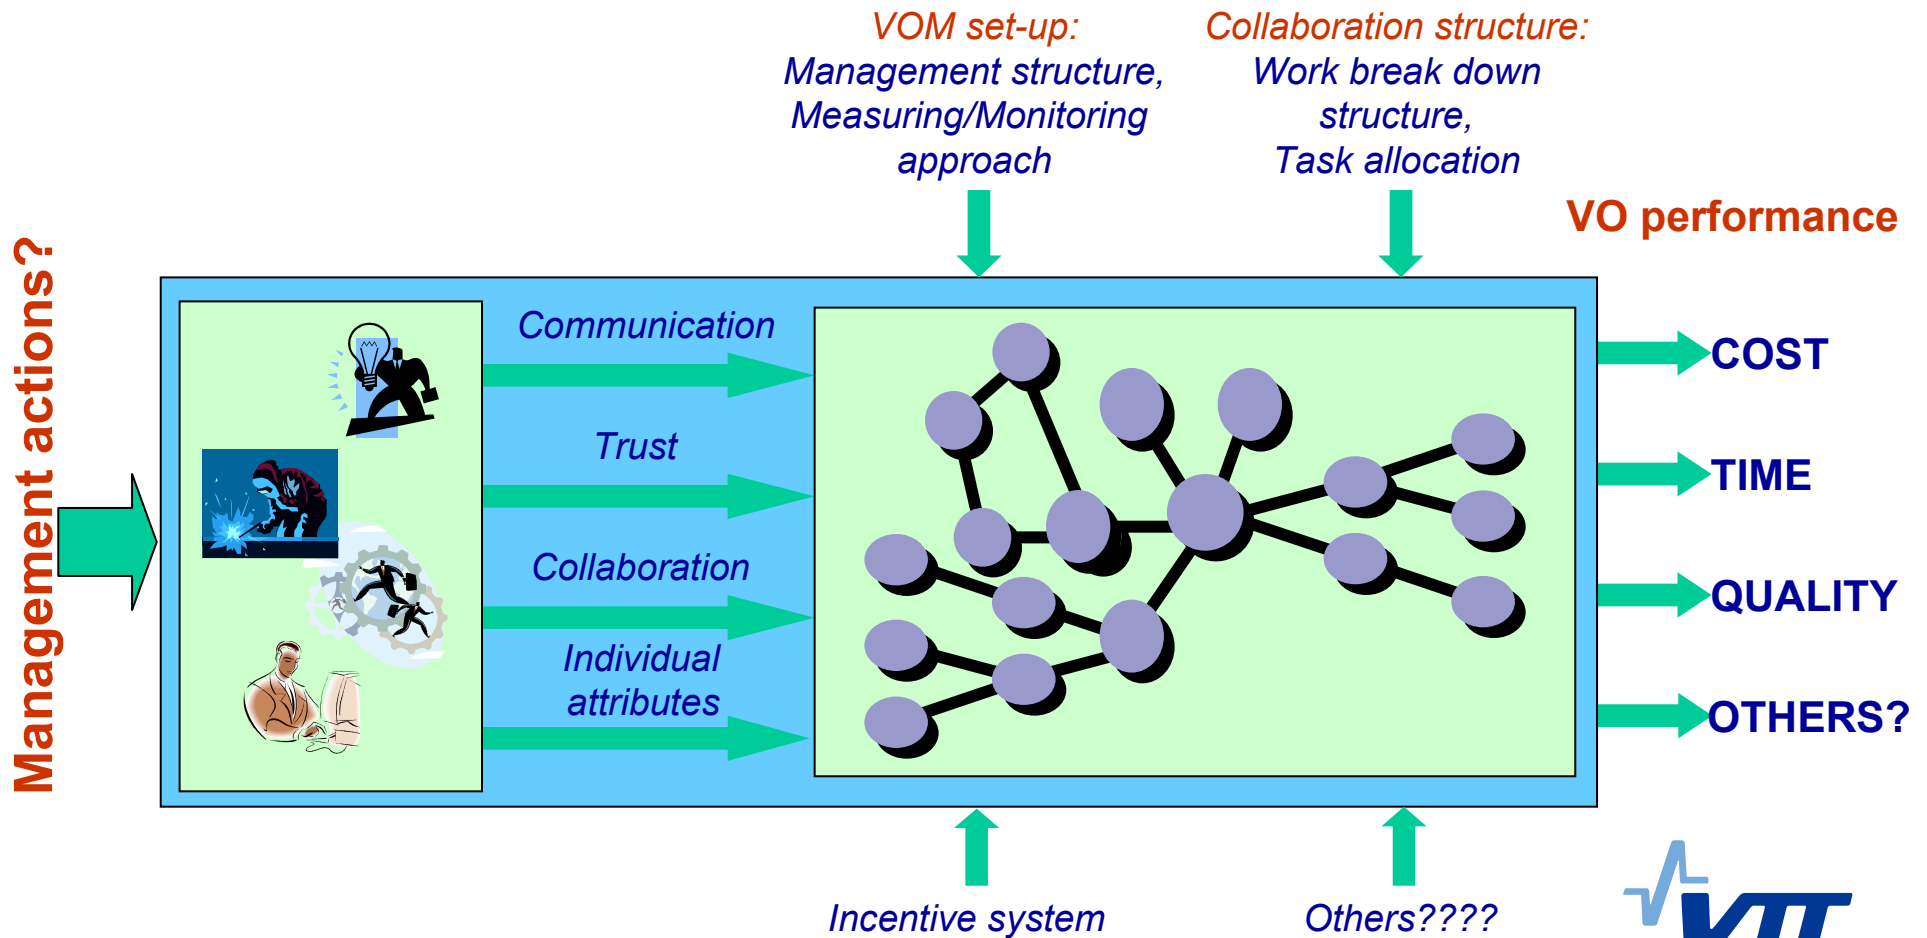 VOM set-up:
Management structure,
Measuring/Monitoring
approach
Collaboration structure:
Work break down
structure,
Task allocation
VO performance
Management actions?
Communication
Trust
Collaboration
Individual
attributes
COST
TIME
QUALITY
OTHERS?
Incentive system
Others????
VTT